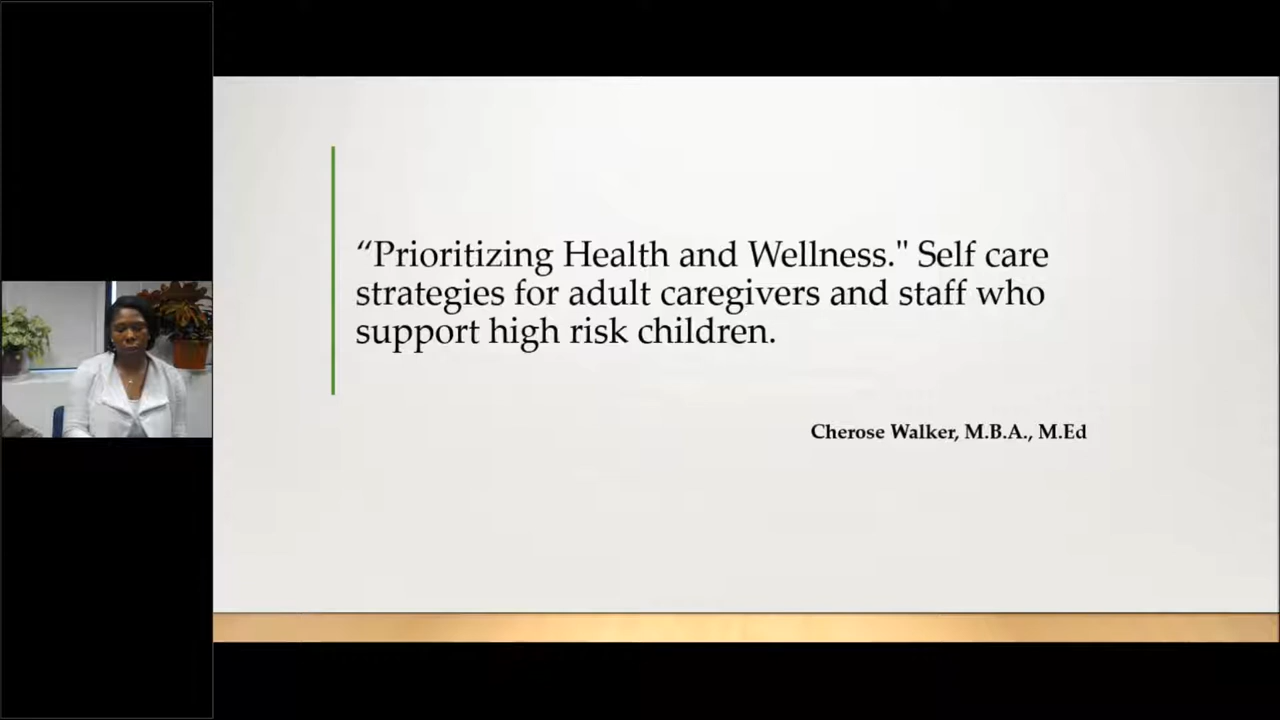 “Prioritizing Health and Wellness." Self care
strategies for adult caregivers and staff who
support high risk children.
Cherose Walker, M.B.A., M.Ed